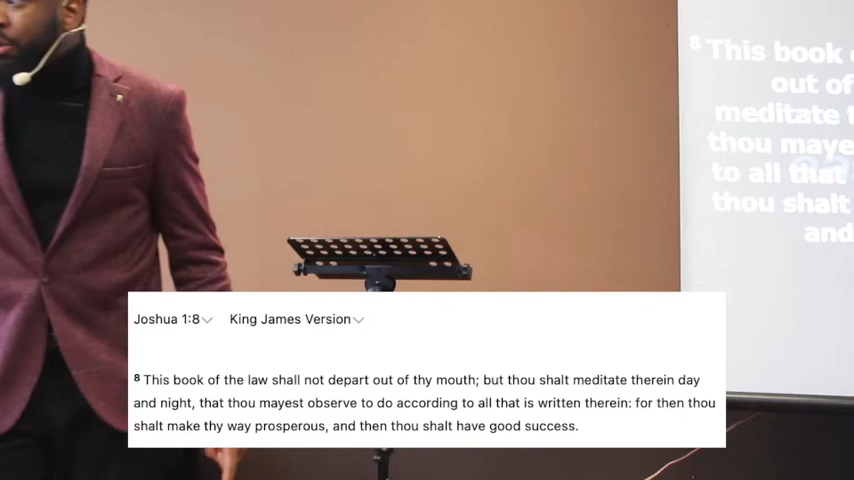 8 This book
out of
meditate
thou maye
to all that
thou shalt
and
Joshua 1:8 King James Version
8 This book of the law shall not depart out of thy mouth; but thou shalt meditate therein day
and night, that thou mayest observe to do according to all that is written therein: for then thou
shalt make thy way prosperous, and then thou shalt have good success.